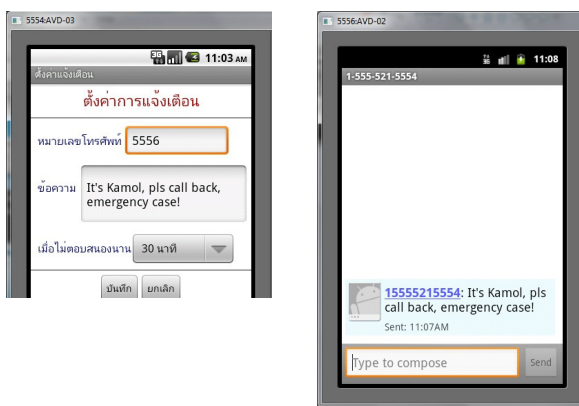 5554:AVD-03
3G
11:03 AM
ตั้งค่าแจ้งเตือน
ตั้งค่าการแจ้งเตือน
หมายเลขโทรศัพท์ 5556
ข้อความ It's Kamol, pls call back,
emergency case!
เมื่อไม่ตอบสนองนาน 30 นาที
บันทึก ยกเลิก
5556:AVD-02
3G
11:08
1-555-521-5554
15555215554: It's Kamol, pls
call back, emergency case!
Sent: 11:07AM
Type to compose Send